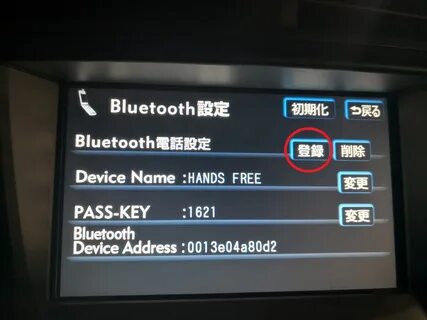 Bluetooth設定 初期化 戻る
Bluetooth電話設定 登録 削除
Device Name :HANDS FREE 変更
PASS-KEY :1621 変更
Bluetooth
Device Address :0013e04a80d2